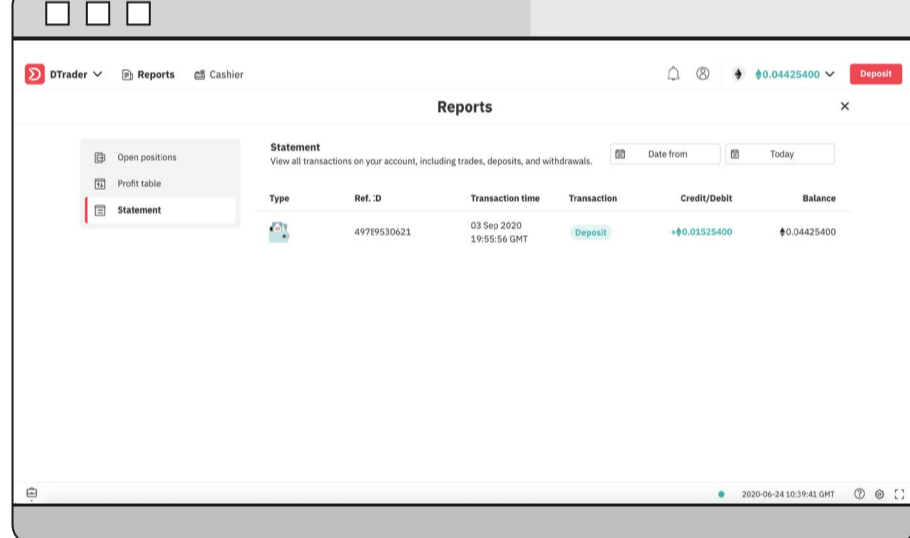 DTrader Reports Cashier 0.04425400 Deposit
Reports
Open positions
Profit table
Statement
Statement
View all transactions on your account, including trades, deposits, and withdrawals.
Date from Today
Type Ref. :D Transaction time Transaction Credit/Debit Balance
03 Sep 2020
19:55:56 GMT
Deposit +0.01525400 0.04425400
2020-06-24 10:39:41 GMT